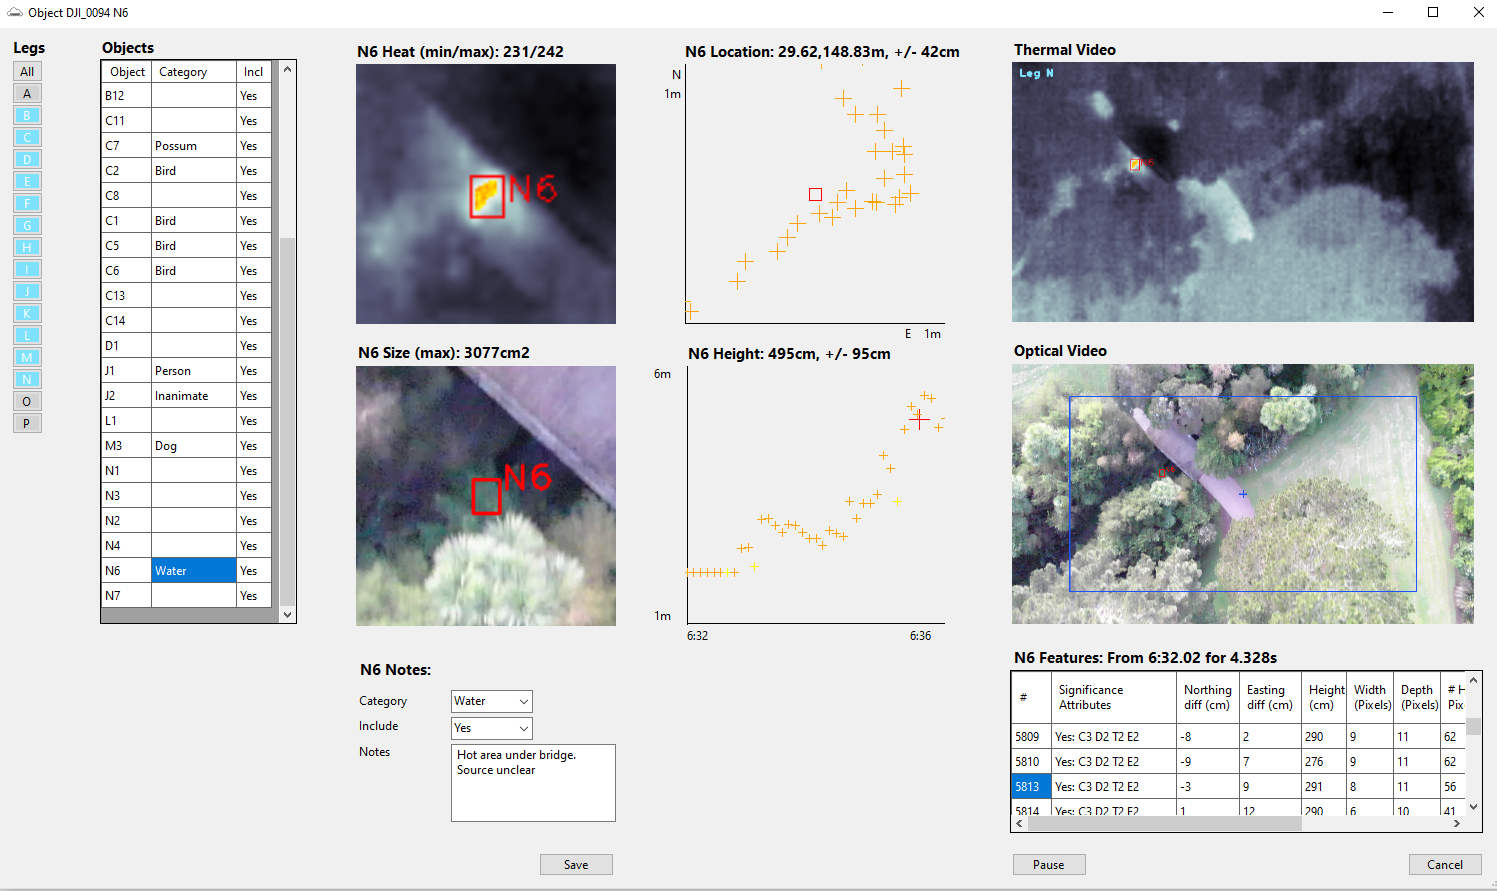 Object DJI_0094 N6
Legs
All
A
B
C
D
E
F
G
H
I
J
K
L
M
N
O
P
Objects
Object Category Incl
B12 Yes
C11 Yes
C7 Possum Yes
C2 Bird Yes
C8 Yes
C1 Bird Yes
C5 Bird Yes
C6 Bird Yes
C13 Yes
C14 Yes
D1 Yes
J1 Person Yes
J2 Inanimate Yes
L1 Yes
M3 Dog Yes
N1 Yes
N3 Yes
N2 Yes
N4 Yes
N6 Water Yes
N7 Yes
N6 Heat (min/max): 231/242
N6
N6 Size (max): 3077cm2
N6
N6 Notes:
Category Water
Include Yes
Notes Hot area under bridge.
Source unclear
Save
N6 Location: 29.62,148.83m, +/- 42cm
N
1m
E 1m
N6 Height: 495cm, +/- 95cm
6m
1m
6:32 6:36
Thermal Video
Leg N
N6
Optical Video
N6 Features: From 6:32.02 for 4.328s
# Significance Attributes Northing diff (cm) Easting diff (cm) Height (cm) Width (Pixels) Depth (Pixels) # H Pix
5809 Yes: C3 D2 T2 E2 -8 2 290 9 11 62
5810 Yes: C3 D2 T2 E2 -9 7 276 9 11 62
5813 Yes: C3 D2 T2 E2 -3 9 291 8 11 56
5814 Yes: C3 D2 T2 E2 1 12 290 6 10 41
Pause
Cancel